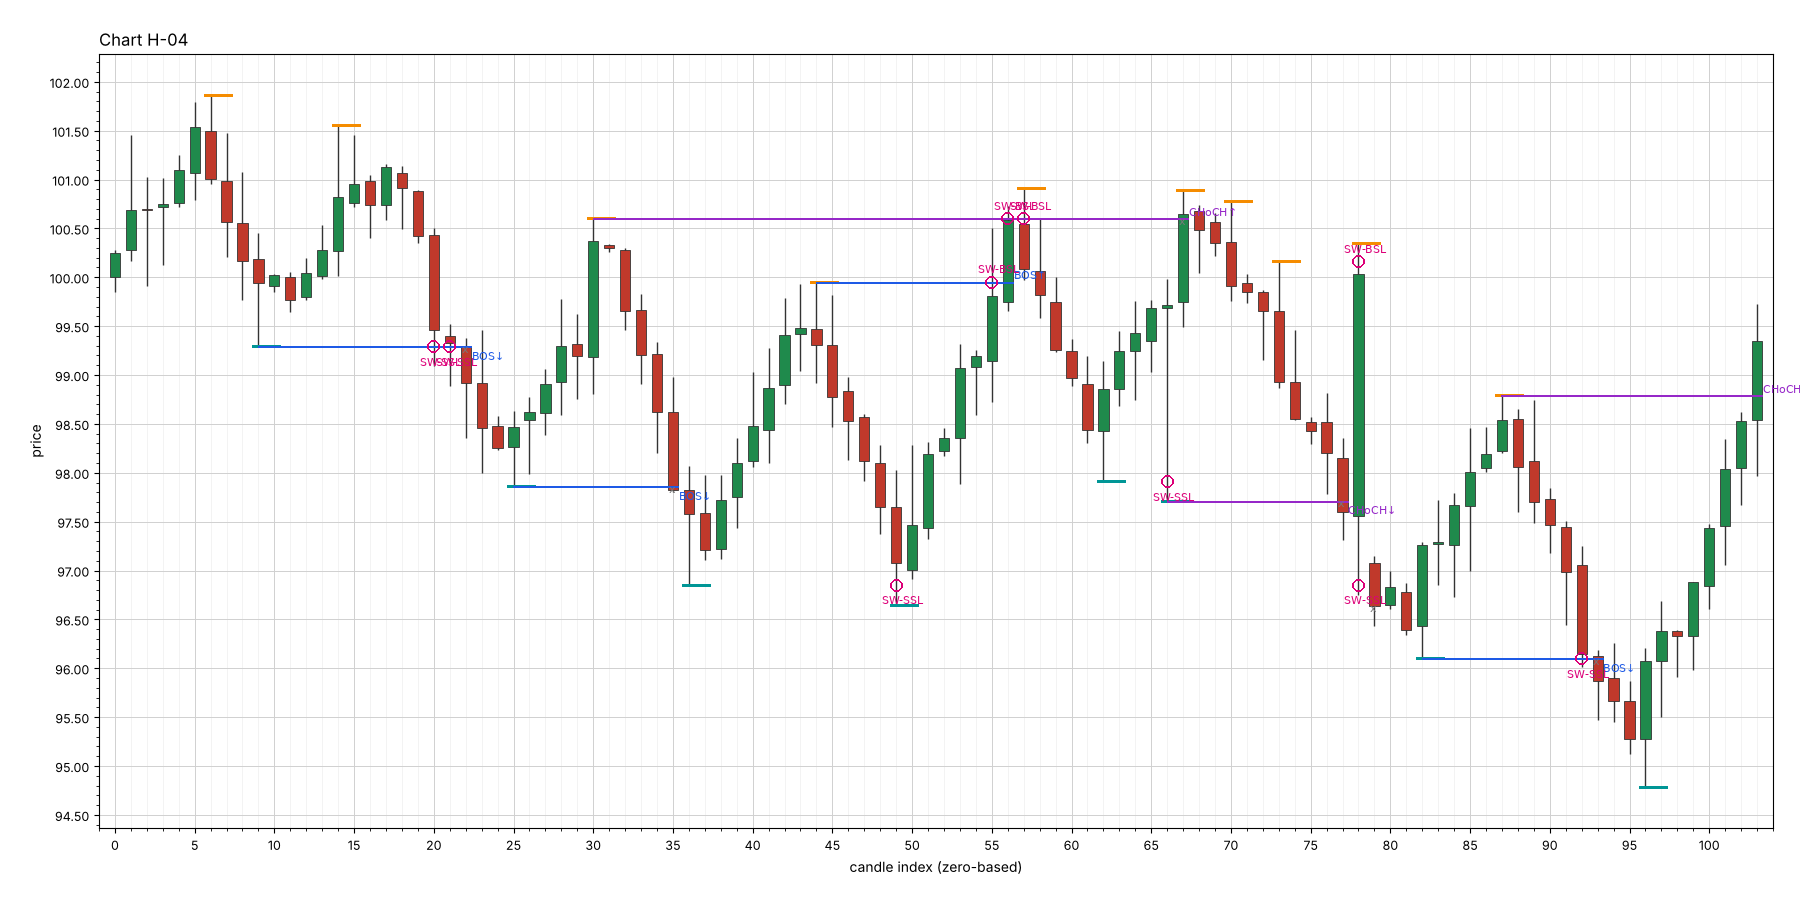 Chart H-04
102.00
101.50
101.00
100.50
100.00
99.50
99.00
98.50
98.00
97.50
97.00
96.50
96.00
95.50
95.00
94.50
price
SW-BSL
CHoCH↑
SW-BSL
SW-BSL
BOS↑
BOS↓
SW-SSL
CHoCH
SW-SSL
BOS↓
CHoCH↓
SW-SSL
SW-SSL
BOS↓
SW-SSL
0 5 10 15 20 25 30 35 40 45 50 55 60 65 70 75 80 85 90 95 100
candle index (zero-based)